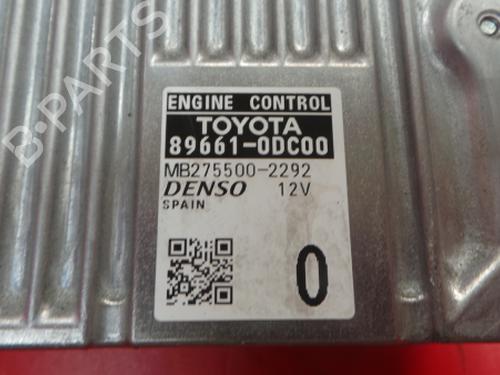 B-PARTS
ENGINE CONTROL
TOYOTA
89661-0DC00
MB275500-2292
DENSO 12V
SPAIN
0